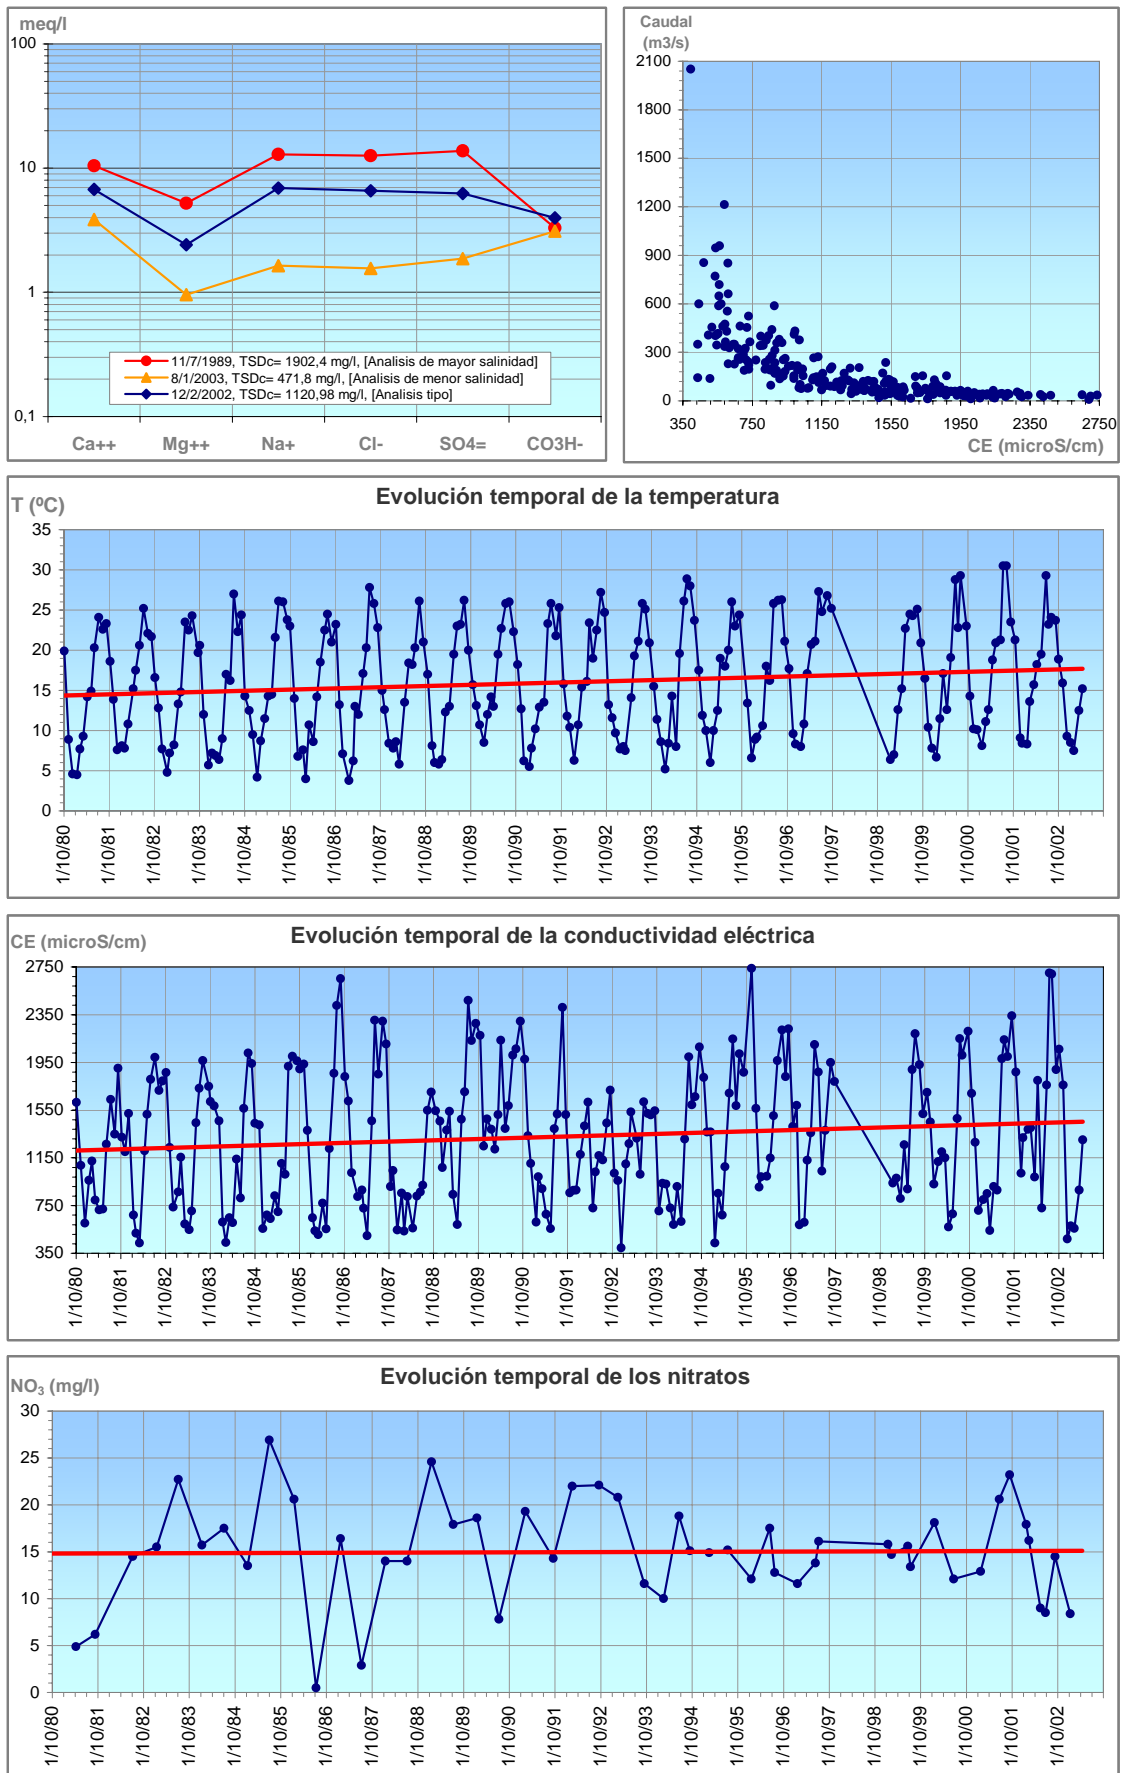 meq/l
100
10
1
0,1
11/7/1989, TSDc= 1902,4 mg/l, [Analisis de mayor salinidad]
8/1/2003, TSDc= 471,8 mg/l, [Analisis de menor salinidad]
12/2/2002, TSDc= 1120,98 mg/l, [Analisis tipo]
Ca++ Mg++ Na+ Cl- SO4= CO3H-
Caudal
(m3/s)
2100
1800
1500
1200
900
600
300
0
350 750 1150 1550 1950 2350 2750
CE (microS/cm)
Evolución temporal de la temperatura
T (ºC)
35
30
25
20
15
10
5
0
1/10/80 1/10/81 1/10/82 1/10/83 1/10/84 1/10/85 1/10/86 1/10/87 1/10/88 1/10/89 1/10/90 1/10/91 1/10/92 1/10/93 1/10/94 1/10/95 1/10/96 1/10/97 1/10/98 1/10/99 1/10/00 1/10/01 1/10/02
Evolución temporal de la conductividad eléctrica
CE (microS/cm)
2750
2350
1950
1550
1150
750
350
1/10/80 1/10/81 1/10/82 1/10/83 1/10/84 1/10/85 1/10/86 1/10/87 1/10/88 1/10/89 1/10/90 1/10/91 1/10/92 1/10/93 1/10/94 1/10/95 1/10/96 1/10/97 1/10/98 1/10/99 1/10/00 1/10/01 1/10/02
Evolución temporal de los nitratos
NO₃ (mg/l)
30
25
20
15
10
5
0
1/10/80 1/10/81 1/10/82 1/10/83 1/10/84 1/10/85 1/10/86 1/10/87 1/10/88 1/10/89 1/10/90 1/10/91 1/10/92 1/10/93 1/10/94 1/10/95 1/10/96 1/10/97 1/10/98 1/10/99 1/10/00 1/10/01 1/10/02